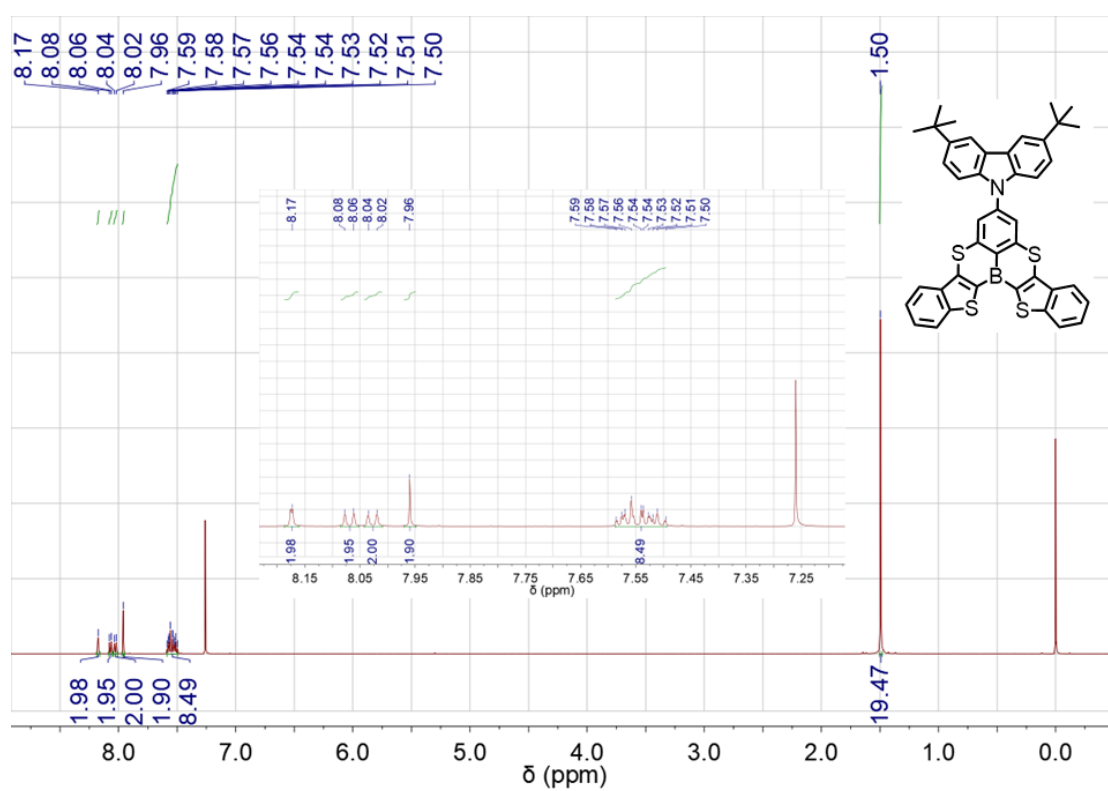 8.17 8.08 8.06 8.04 8.02 7.96 7.59 7.58 7.57 7.56 7.54 7.54 7.53 7.52 7.51 7.50 1.50
N
S S
B
S S
8.17 8.08 8.06 8.04 8.02 7.96 7.59 7.58 7.57 7.56 7.54 7.54 7.53 7.52 7.51 7.50
1.98 1.95 2.00 1.90 8.49
8.15 8.05 7.95 7.85 7.75 7.65 7.55 7.45 7.35 7.25
δ (ppm)
1.98 1.95 2.00 1.90 8.49 19.47
8.0 7.0 6.0 5.0 4.0 3.0 2.0 1.0 0.0
δ (ppm)